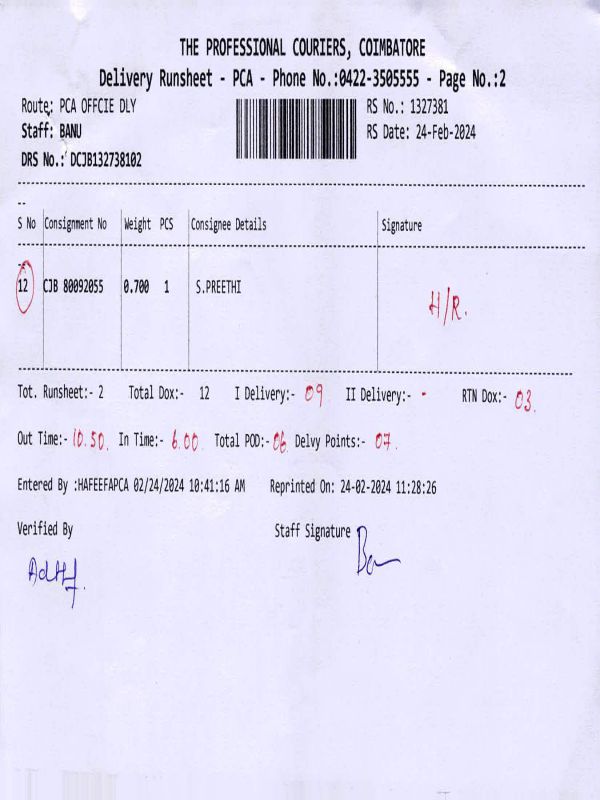 THE PROFESSIONAL COURIERS, COIMBATORE
Delivery Runsheet - PCA - Phone No.:0422-3505555 - Page No.:2
Route: PCA OFFCIE DLY RS No.: 1327381
Staff: BANU RS Date: 24-Feb-2024
DRS No.: DCJB132738102
--
S No Consignment No Weight PCS Consignee Details Signature
--
12 CJB 80092055 0.700 1 S.PREETHI H/R.
Tot. Runsheet:- 2 Total Dox:- 12 I Delivery:- 09 II Delivery:- - RTN Dox:- 03.
Out Time:- 10.50. In Time:- 6.00 Total POD:- 06. Delvy Points:- 07.
Entered By :HAFEEFAPCA 02/24/2024 10:41:16 AM Reprinted On: 24-02-2024 11:28:26
Verified By Staff Signature